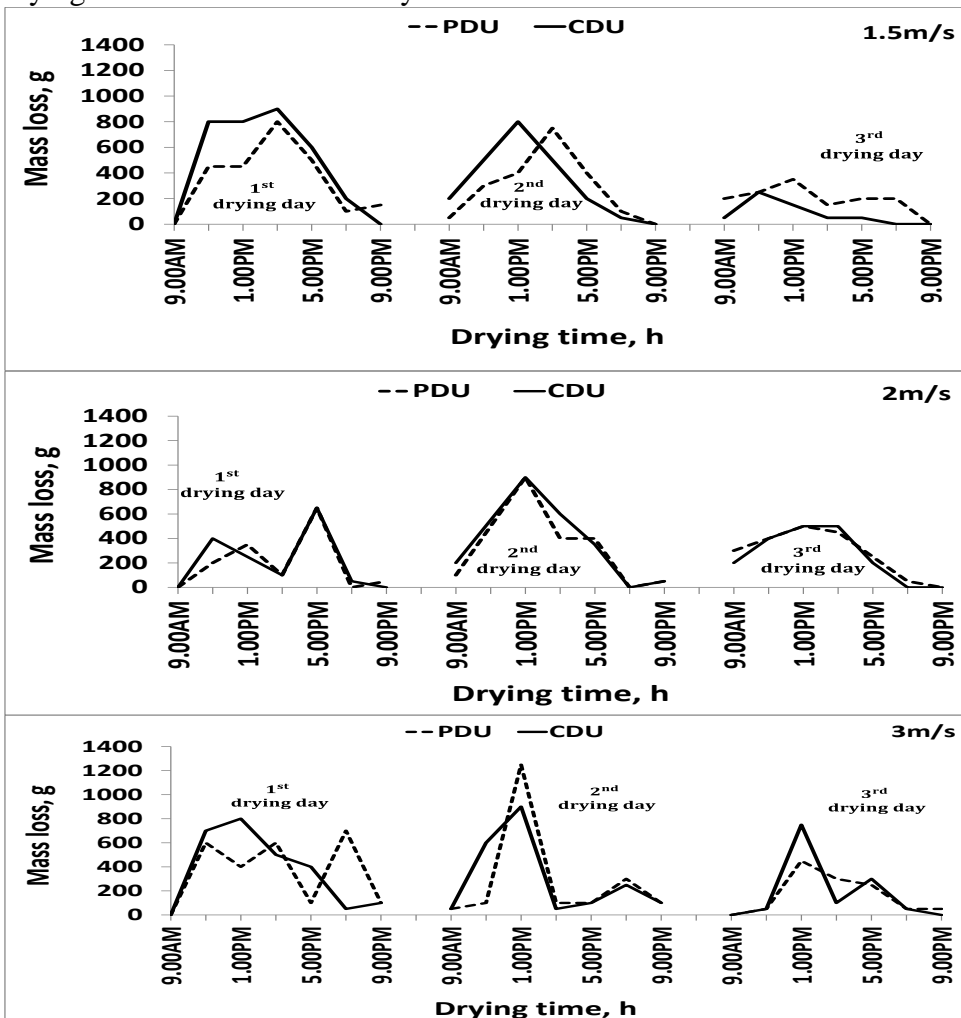 PDU CDU
1.5m/s
1400
1200
1000
800
600
400
200
0
Mass loss, g
1st
drying day
2nd
drying day
3rd
drying day
9.00AM 1.00PM 5.00PM 9.00PM 9.00AM 1.00PM 5.00PM 9.00PM 9.00AM 1.00PM 5.00PM 9.00PM
Drying time, h
PDU CDU
2m/s
1400
1200
1000
800
600
400
200
0
Mass loss, g
1st
drying day
2nd
drying day
3rd
drying day
9.00AM 1.00PM 5.00PM 9.00PM 9.00AM 1.00PM 5.00PM 9.00PM 9.00AM 1.00PM 5.00PM 9.00PM
Drying time, h
PDU CDU
3m/s
1400
1200
1000
800
600
400
200
0
Mass loss, g
1st
drying day
2nd
drying day
3rd
drying day
9.00AM 1.00PM 5.00PM 9.00PM 9.00AM 1.00PM 5.00PM 9.00PM 9.00AM 1.00PM 5.00PM 9.00PM
Drying time, h